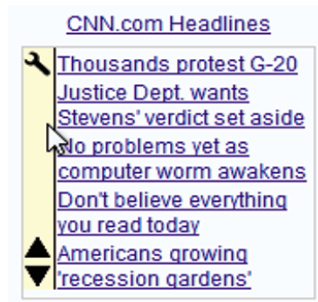 CNN.com Headlines
Thousands protest G-20
Justice Dept. wants
Stevens' verdict set aside
No problems yet as
computer worm awakens
Don't believe everything
you read today
Americans growing
'recession gardens'